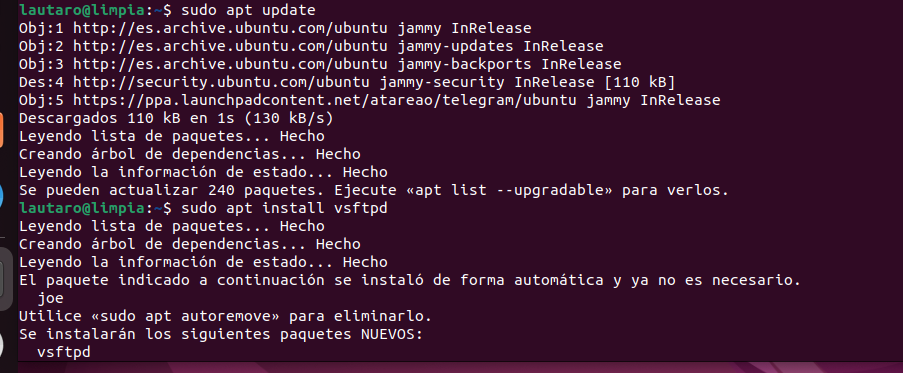 lautaro@limpia:~$ sudo apt update
Obj:1 http://es.archive.ubuntu.com/ubuntu jammy InRelease
Obj:2 http://es.archive.ubuntu.com/ubuntu jammy-updates InRelease
Obj:3 http://es.archive.ubuntu.com/ubuntu jammy-backports InRelease
Des:4 http://security.ubuntu.com/ubuntu jammy-security InRelease [110 kB]
Obj:5 https://ppa.launchpadcontent.net/atareao/telegram/ubuntu jammy InRelease
Descargados 110 kB en 1s (130 kB/s)
Leyendo lista de paquetes... Hecho
Creando árbol de dependencias... Hecho
Leyendo la información de estado... Hecho
Se pueden actualizar 240 paquetes. Ejecute «apt list --upgradable» para verlos.
lautaro@limpia:~$ sudo apt install vsftpd
Leyendo lista de paquetes... Hecho
Creando árbol de dependencias... Hecho
Leyendo la información de estado... Hecho
El paquete indicado a continuación se instaló de forma automática y ya no es necesario.
  joe
Utilice «sudo apt autoremove» para eliminarlo.
Se instalarán los siguientes paquetes NUEVOS:
  vsftpd